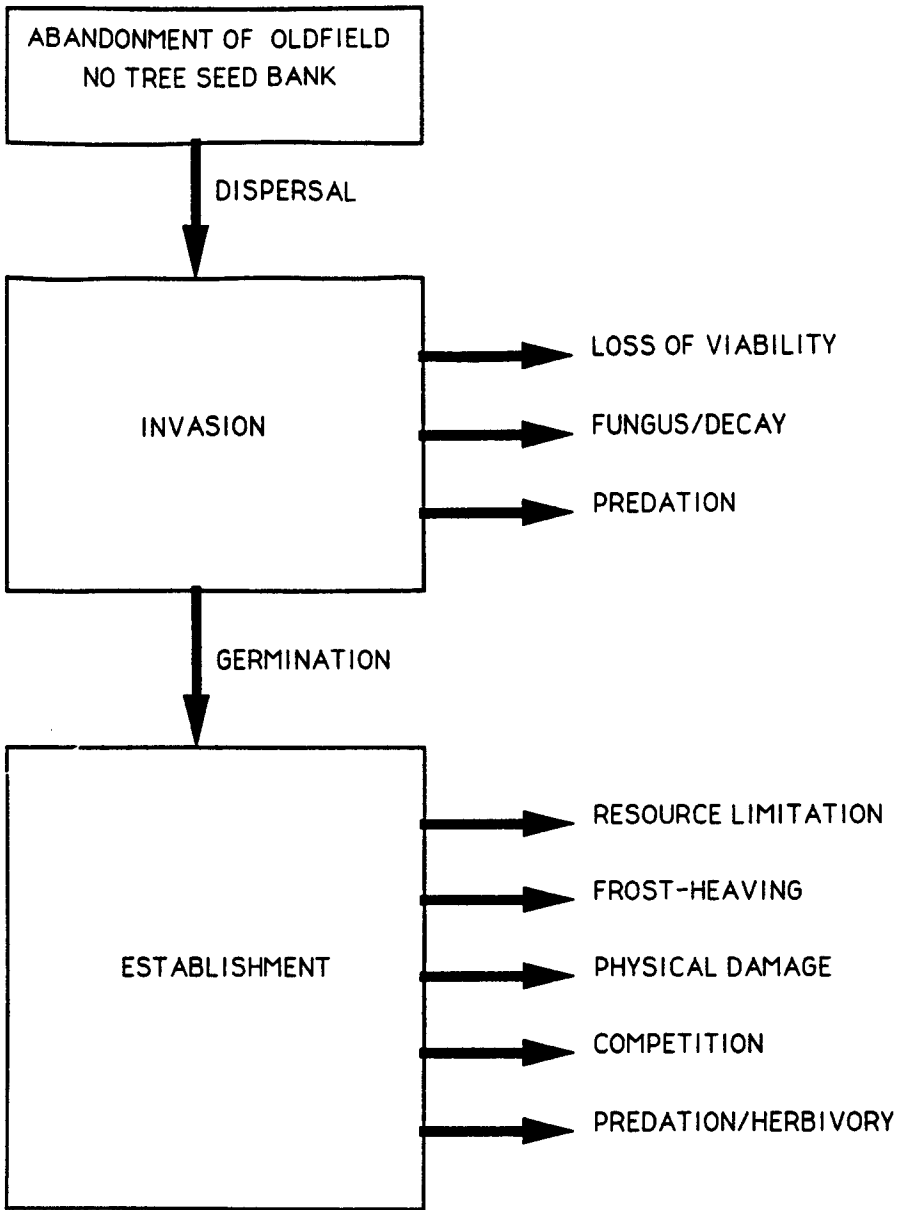 ABANDONMENT OF OLDFIELD
NO TREE SEED BANK
DISPERSAL
INVASION
LOSS OF VIABILITY
FUNGUS/DECAY
PREDATION
GERMINATION
ESTABLISHMENT
RESOURCE LIMITATION
FROST-HEAVING
PHYSICAL DAMAGE
COMPETITION
PREDATION/HERBIVORY